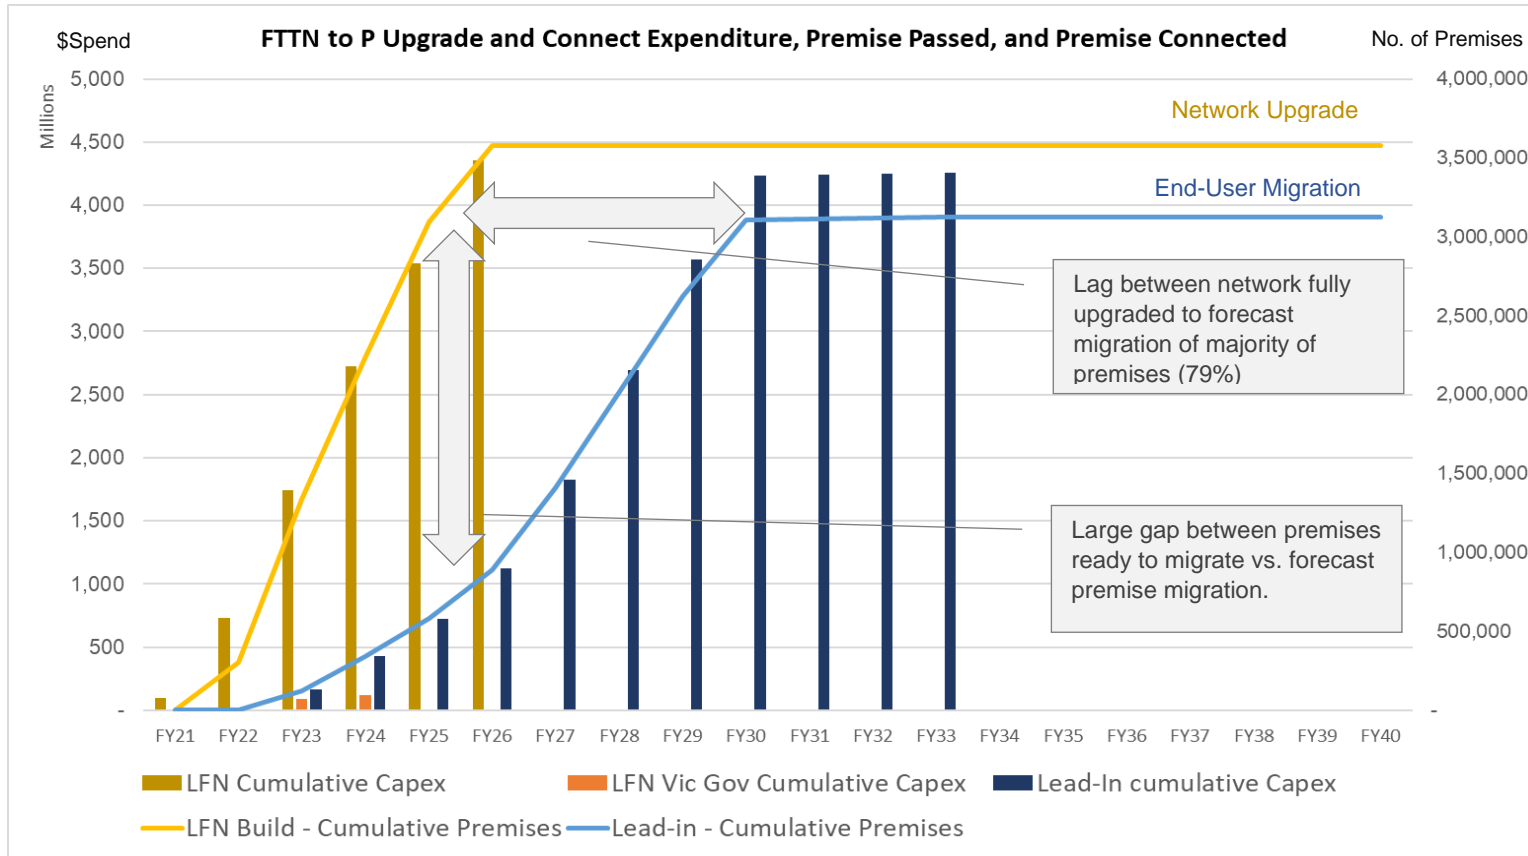 $Spend
FTTN to P Upgrade and Connect Expenditure, Premise Passed, and Premise Connected
No. of Premises
Millions
5,000
4,500
4,000
3,500
3,000
2,500
2,000
1,500
1,000
500
-
4,000,000
3,500,000
3,000,000
2,500,000
2,000,000
1,500,000
1,000,000
500,000
-
Network Upgrade
End-User Migration
Lag between network fully
upgraded to forecast
migration of majority of
premises (79%)
Large gap between premises
ready to migrate vs. forecast
premise migration.
FY21 FY22 FY23 FY24 FY25 FY26 FY27 FY28 FY29 FY30 FY31 FY32 FY33 FY34 FY35 FY36 FY37 FY38 FY39 FY40
LFN Cumulative Capex
LFN Vic Gov Cumulative Capex
Lead-In cumulative Capex
LFN Build - Cumulative Premises
Lead-in - Cumulative Premises